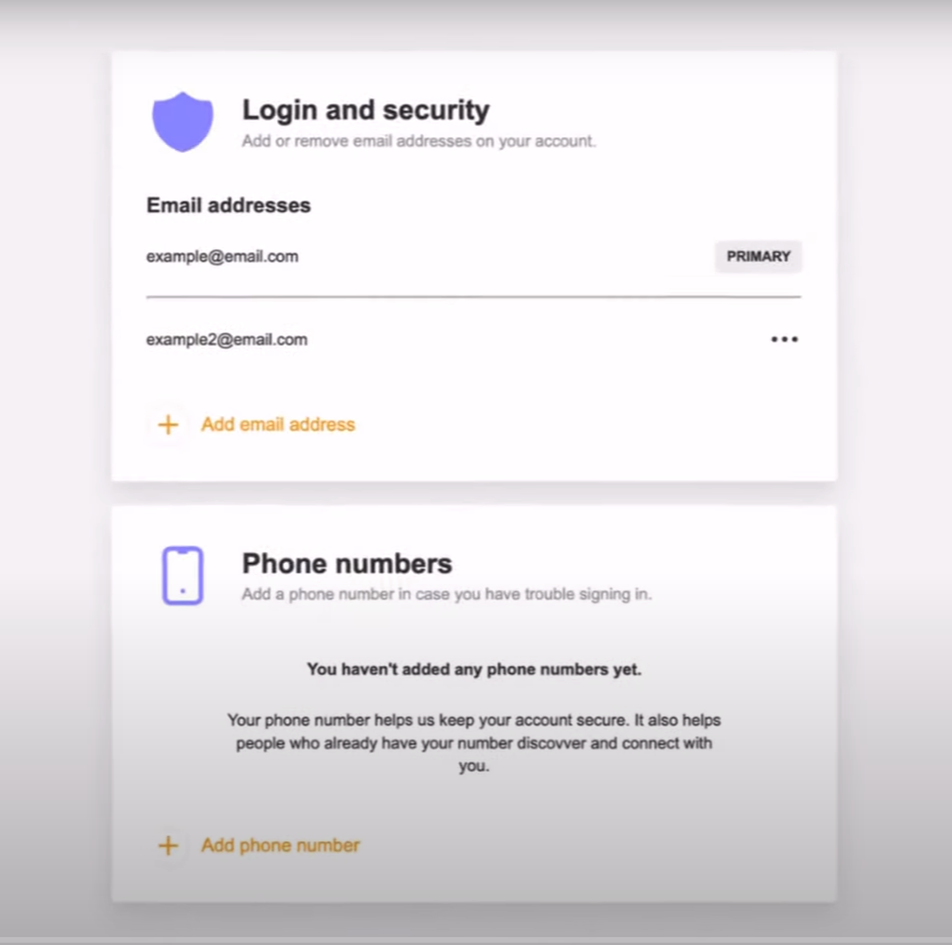 Login and security
Add or remove email addresses on your account.
Email addresses
example@email.com
PRIMARY
example2@email.com
Add email address
Phone numbers
Add a phone number in case you have trouble signing in.
You haven't added any phone numbers yet.
Your phone number helps us keep your account secure. It also helps
people who already have your number discovver and connect with
you.
Add phone number